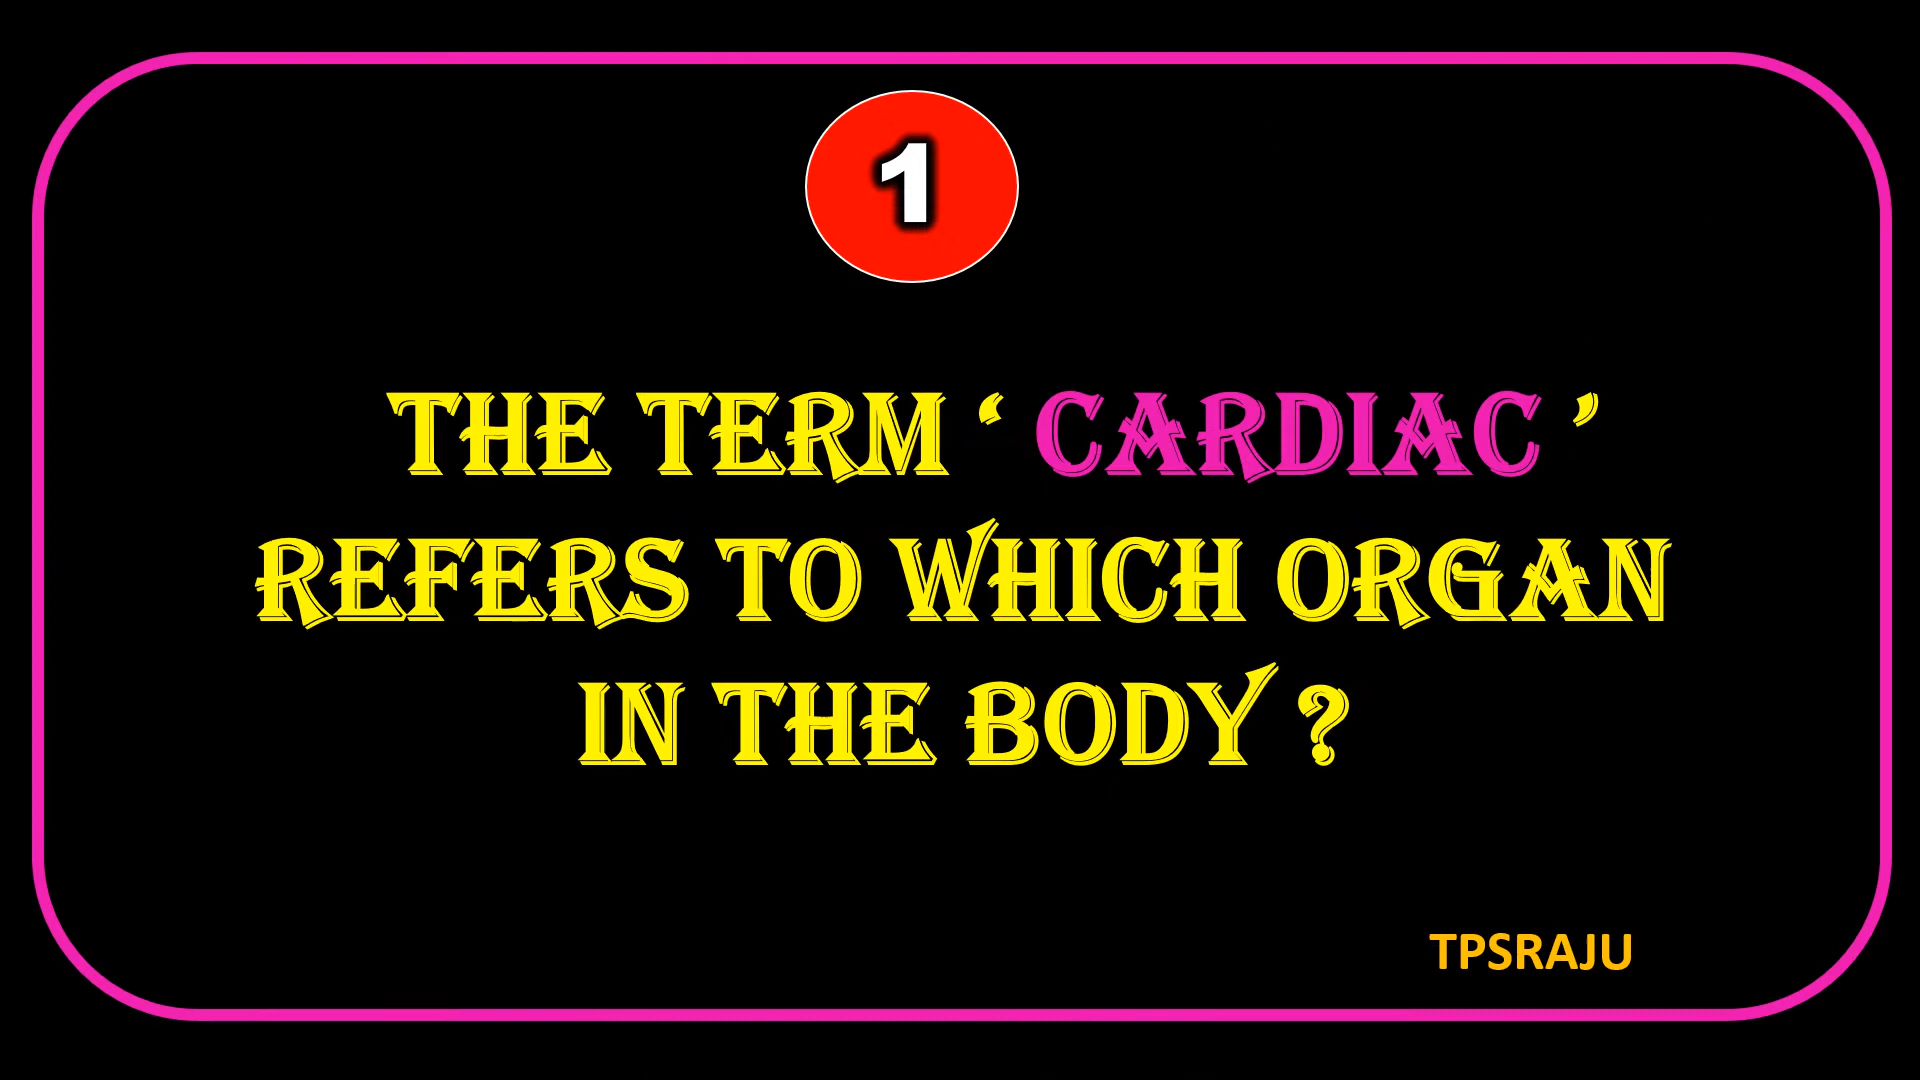 1
THE TERM ‘ CARDIAC ’
REFERS TO WHICH ORGAN
IN THE BODY ?
TPSRAJU